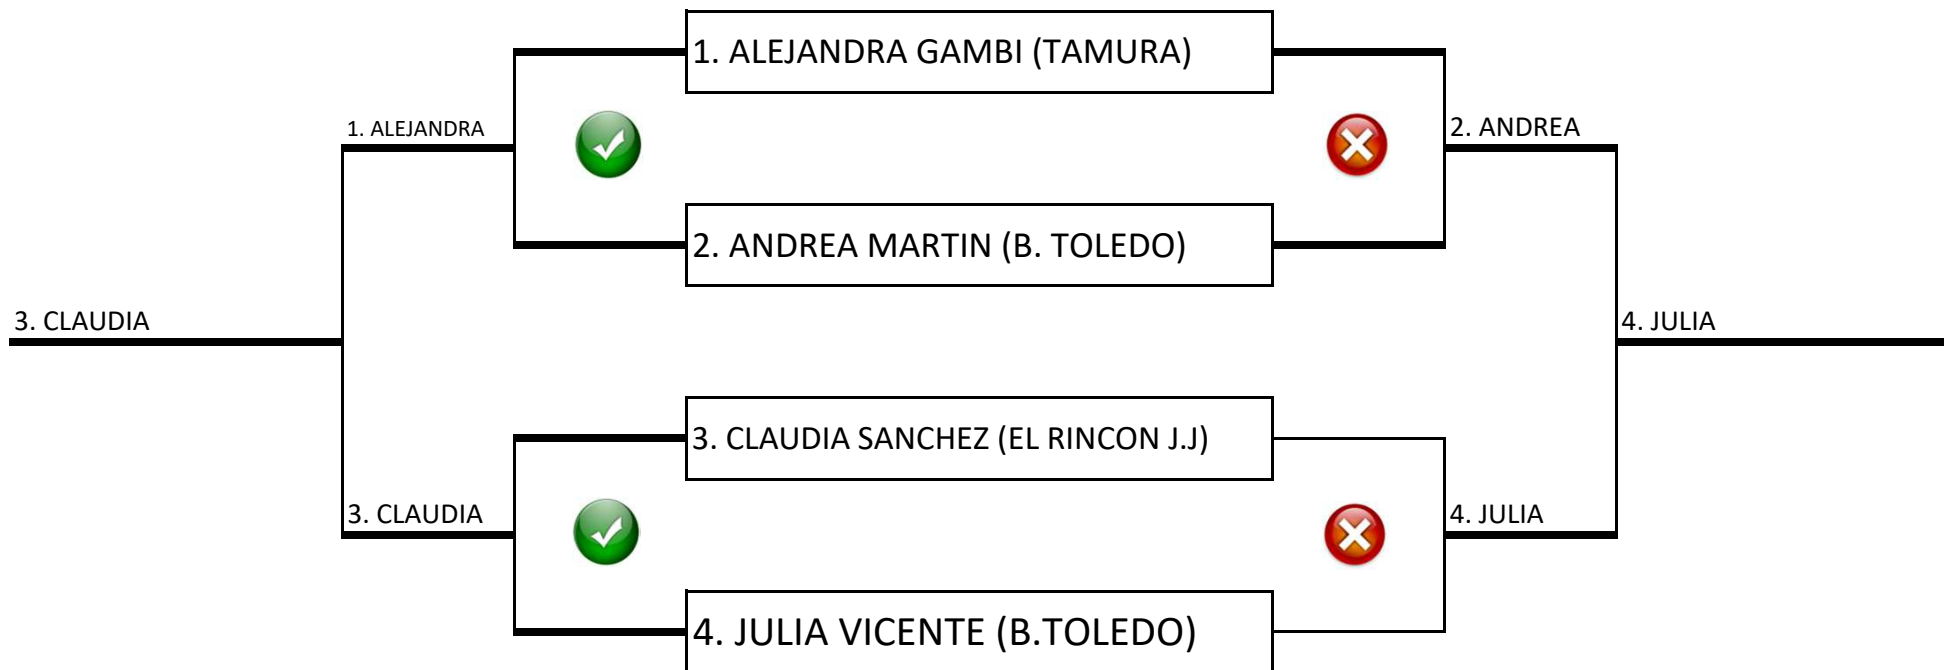 1. ALEJANDRA GAMBI (TAMURA)
1. ALEJANDRA
2. ANDREA
2. ANDREA MARTIN (B. TOLEDO)
3. CLAUDIA
4. JULIA
3. CLAUDIA SANCHEZ (EL RINCON J.J)
3. CLAUDIA
4. JULIA
4. JULIA VICENTE (B.TOLEDO)